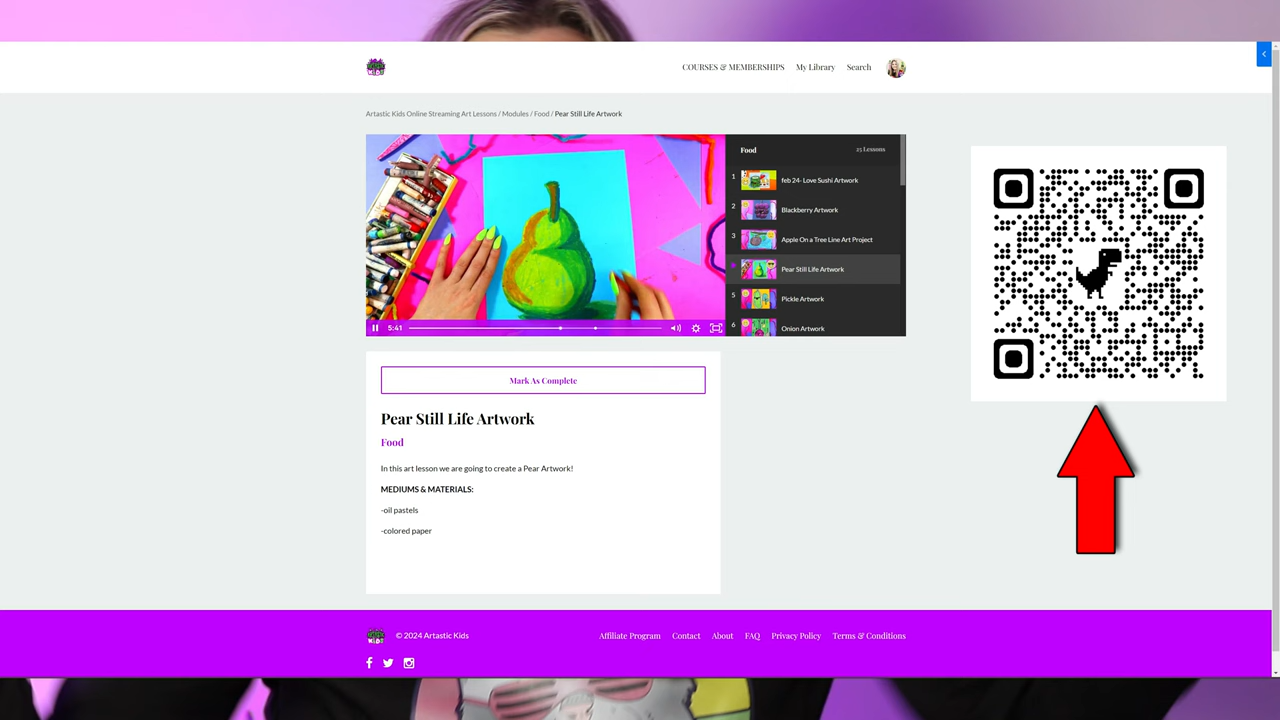 COURSES & MEMBERSHIPS My Library Search
Artastic Kids Online Streaming Art Lessons / Modules / Food / Pear Still Life Artwork
Food 25 Lessons
1 feb 24- Love Sushi Artwork
2 Blackberry Artwork
3 Apple On a Tree Line Art Project
Pear Still Life Artwork
5 Pickle Artwork
6 Onion Artwork
5:41
Mark As Complete
Pear Still Life Artwork
Food
In this art lesson we are going to create a Pear Artwork!
MEDIUMS & MATERIALS:
-oil pastels
-colored paper
© 2024 Artastic Kids Affiliate Program Contact About FAQ Privacy Policy Terms & Conditions